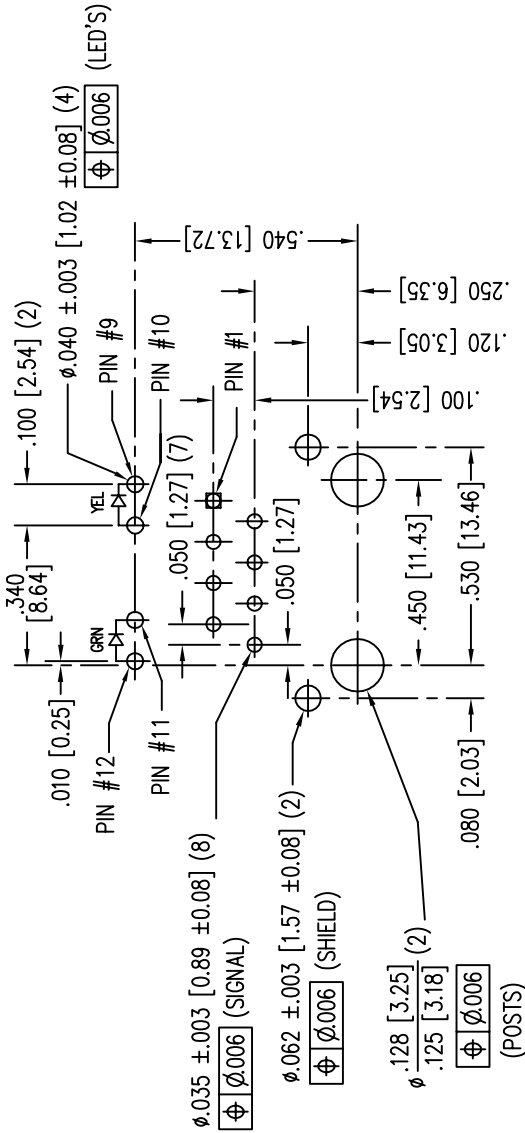 .100 [2.54] (2)
⌀.040 ±.003 [1.02 ±0.08] (4)
⌖ ⌀.006 (LED'S)
.340
[8.64]
.010 [0.25]
GRN
YEL
PIN #9
PIN #10
PIN #12
PIN #11
.050 [1.27] (7)
PIN #1
.540 [13.72]
.250 [6.35]
.120 [3.05]
.100 [2.54]
.050 [1.27]
⌀.035 ±.003 [0.89 ±0.08] (8)
⌖ ⌀.006 (SIGNAL)
⌀.062 ±.003 [1.57 ±0.08] (2)
⌖ ⌀.006 (SHIELD)
.450 [11.43]
.530 [13.46]
.080 [2.03]
⌀ .128 [3.25] (2)
.125 [3.18]
⌖ ⌀.006
(POSTS)